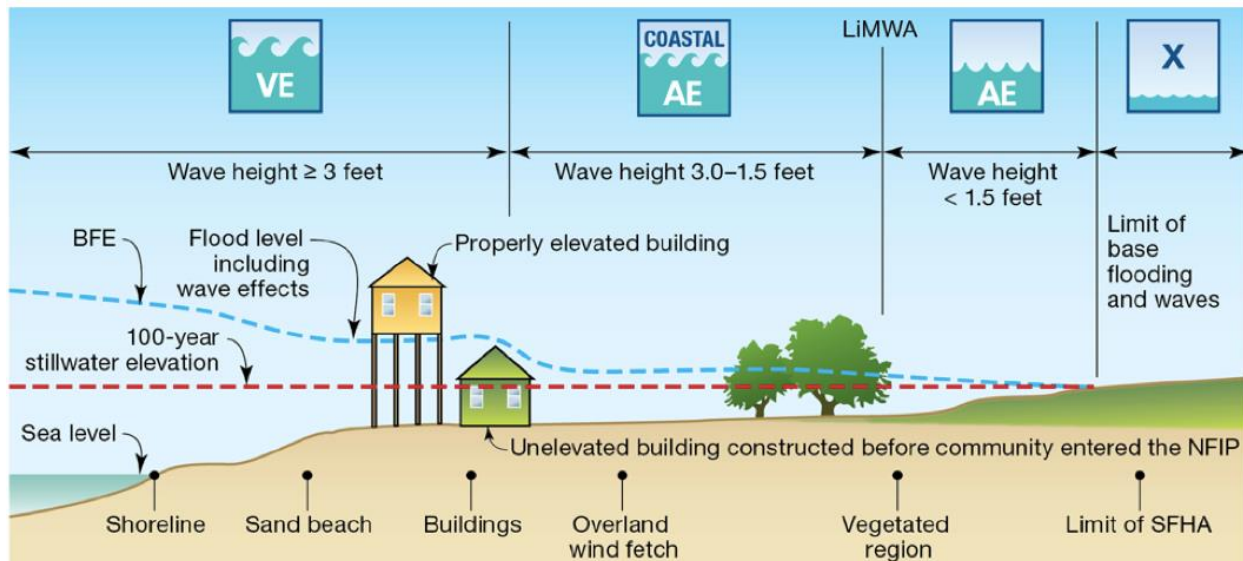 VE
COASTAL
AE
LiMWA
AE
X
Wave height ≥ 3 feet
Wave height 3.0–1.5 feet
Wave height
< 1.5 feet
Limit of
base
flooding
and waves
BFE
Flood level
including
wave effects
Properly elevated building
100-year
stillwater elevation
Sea level
Unelevated building constructed before community entered the NFIP
Shoreline
Sand beach
Buildings
Overland
wind fetch
Vegetated
region
Limit of SFHA